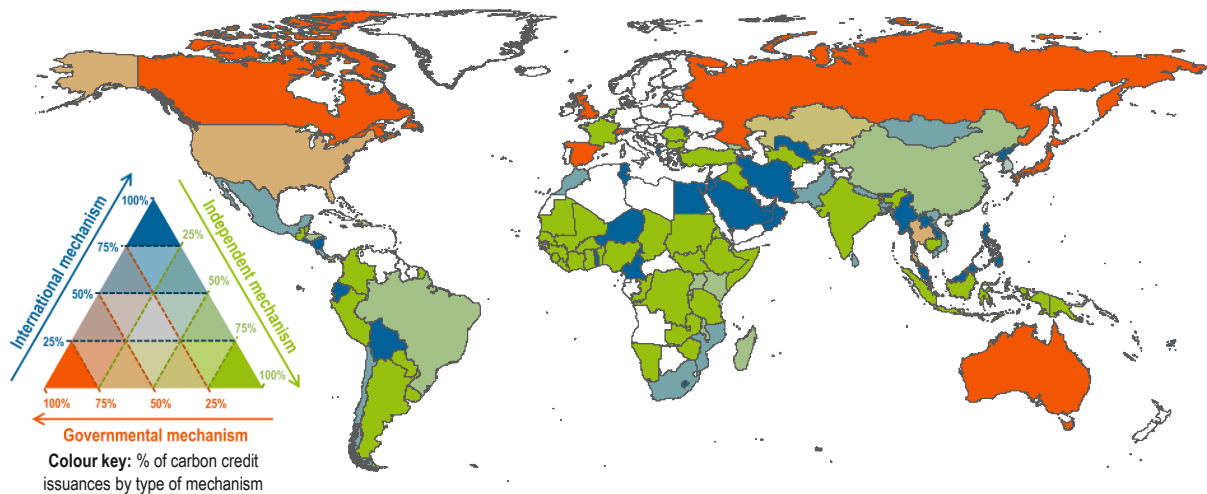 100%
75%
50%
25%
International mechanism
Independent mechanism
25%
50%
75%
100%
100%
75%
50%
25%
Governmental mechanism
Colour key: % of carbon credit
issuances by type of mechanism